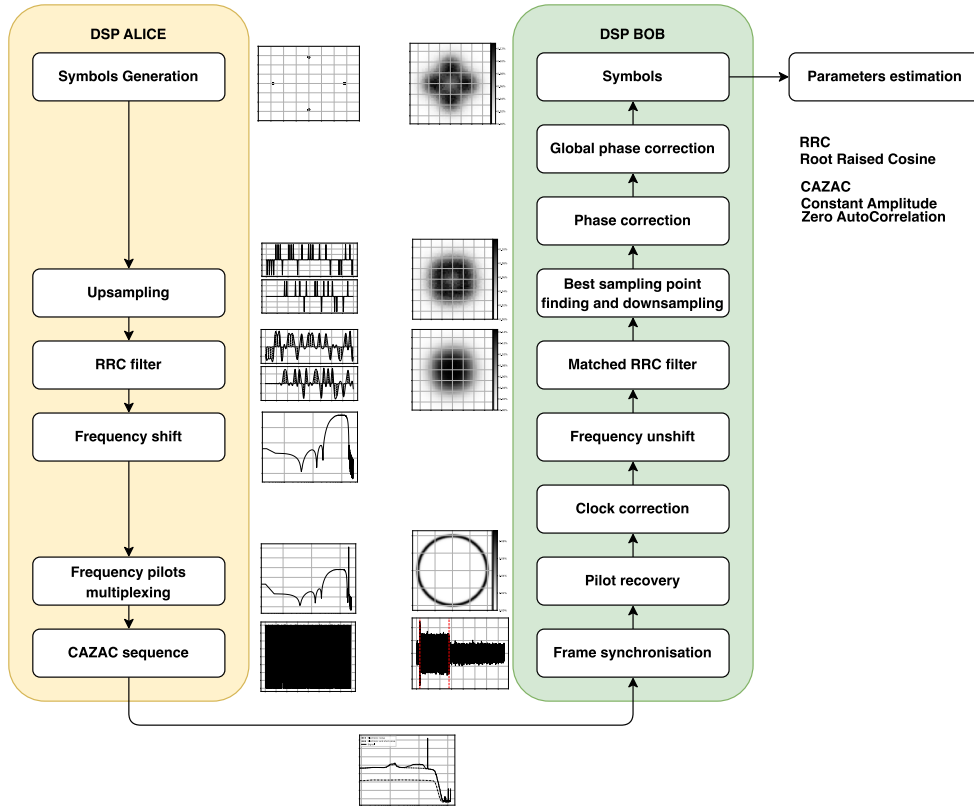 DSP ALICE
Symbols Generation
Upsampling
RRC filter
Frequency shift
Frequency pilots
multiplexing
CAZAC sequence
DSP BOB
Symbols
Global phase correction
Phase correction
Best sampling point
finding and downsampling
Matched RRC filter
Frequency unshift
Clock correction
Pilot recovery
Frame synchronisation
Parameters estimation
RRC
Root Raised Cosine
CAZAC
Constant Amplitude
Zero AutoCorrelation